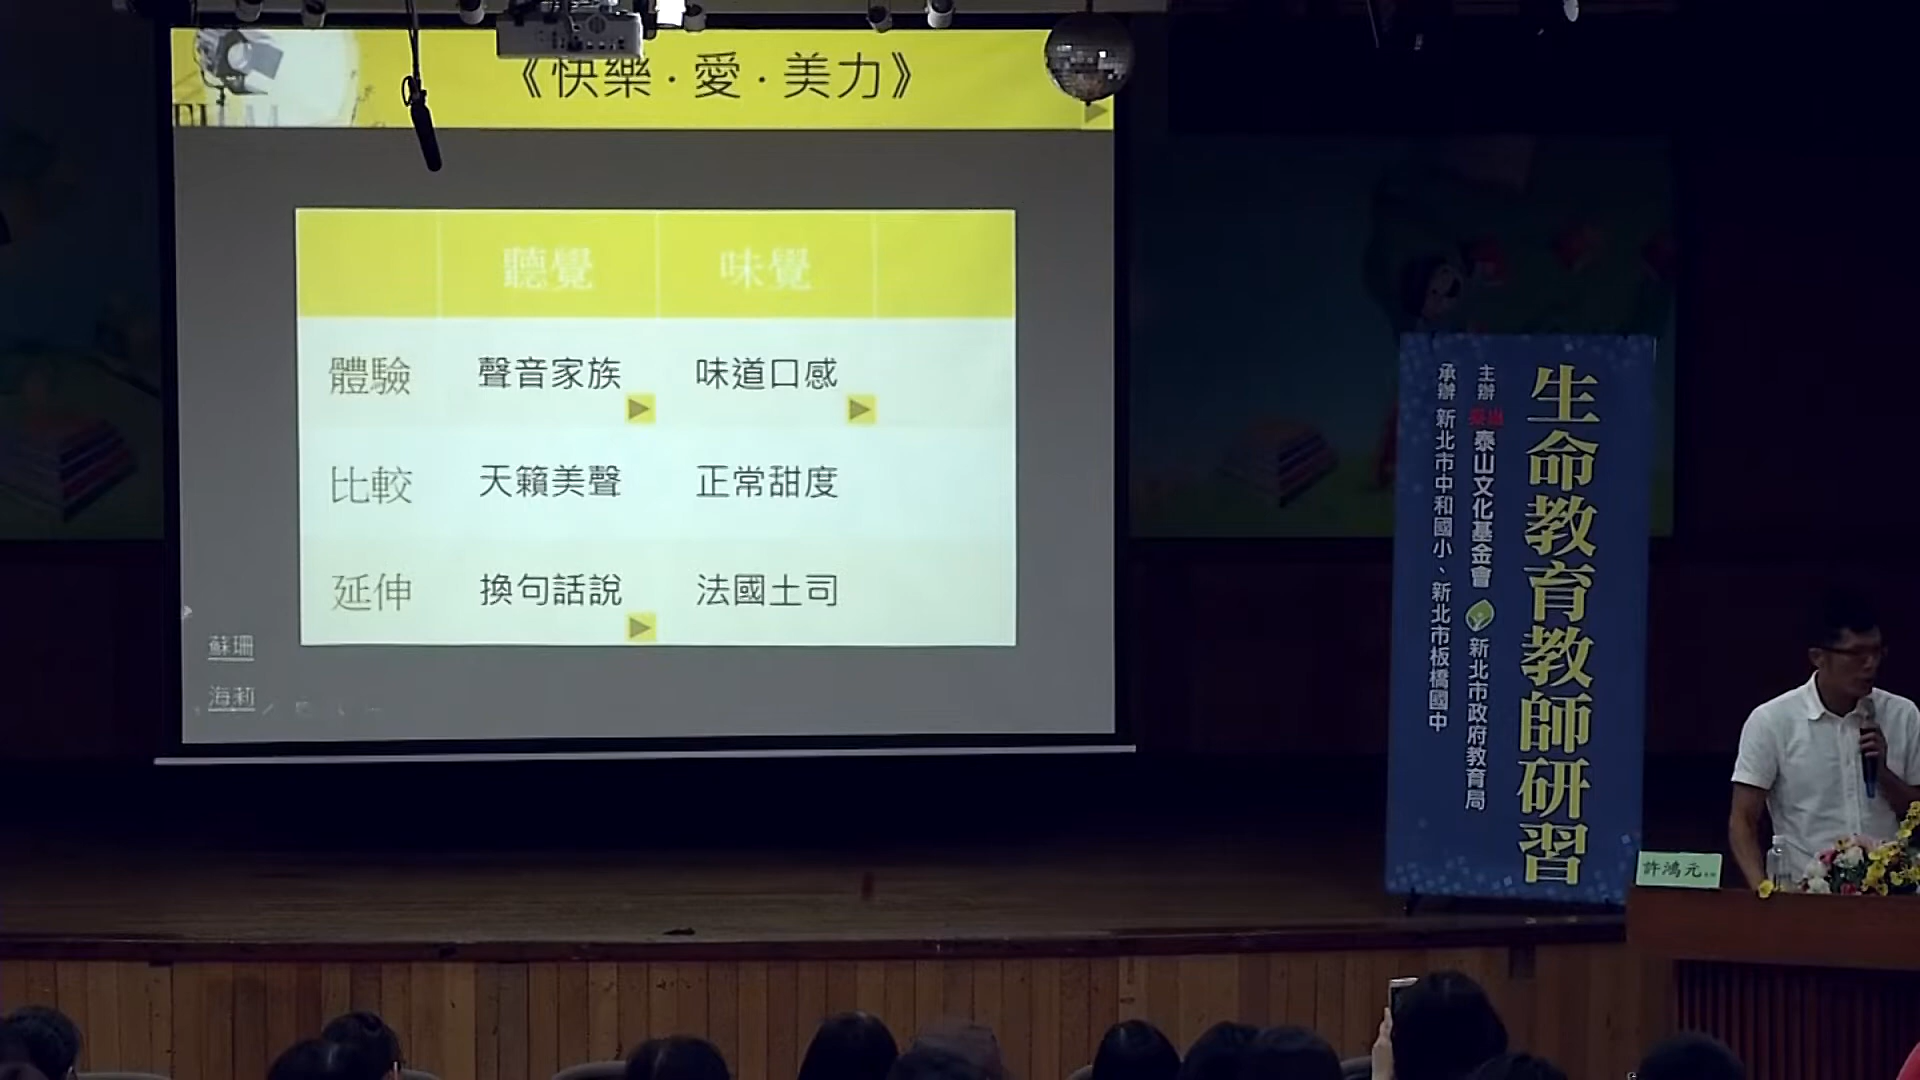 《快樂·愛·美力》
聽覺 味覺
體驗 聲音家族 味道口感
比較 天籟美聲 正常甜度
延伸 換句話說 法國土司
蘇珊
海莉
生命教育教師研習
主辦 泰山文化基金會 新北市政府教育局
承辦 新北市中和國小、新北市板橋國中
許鴻元